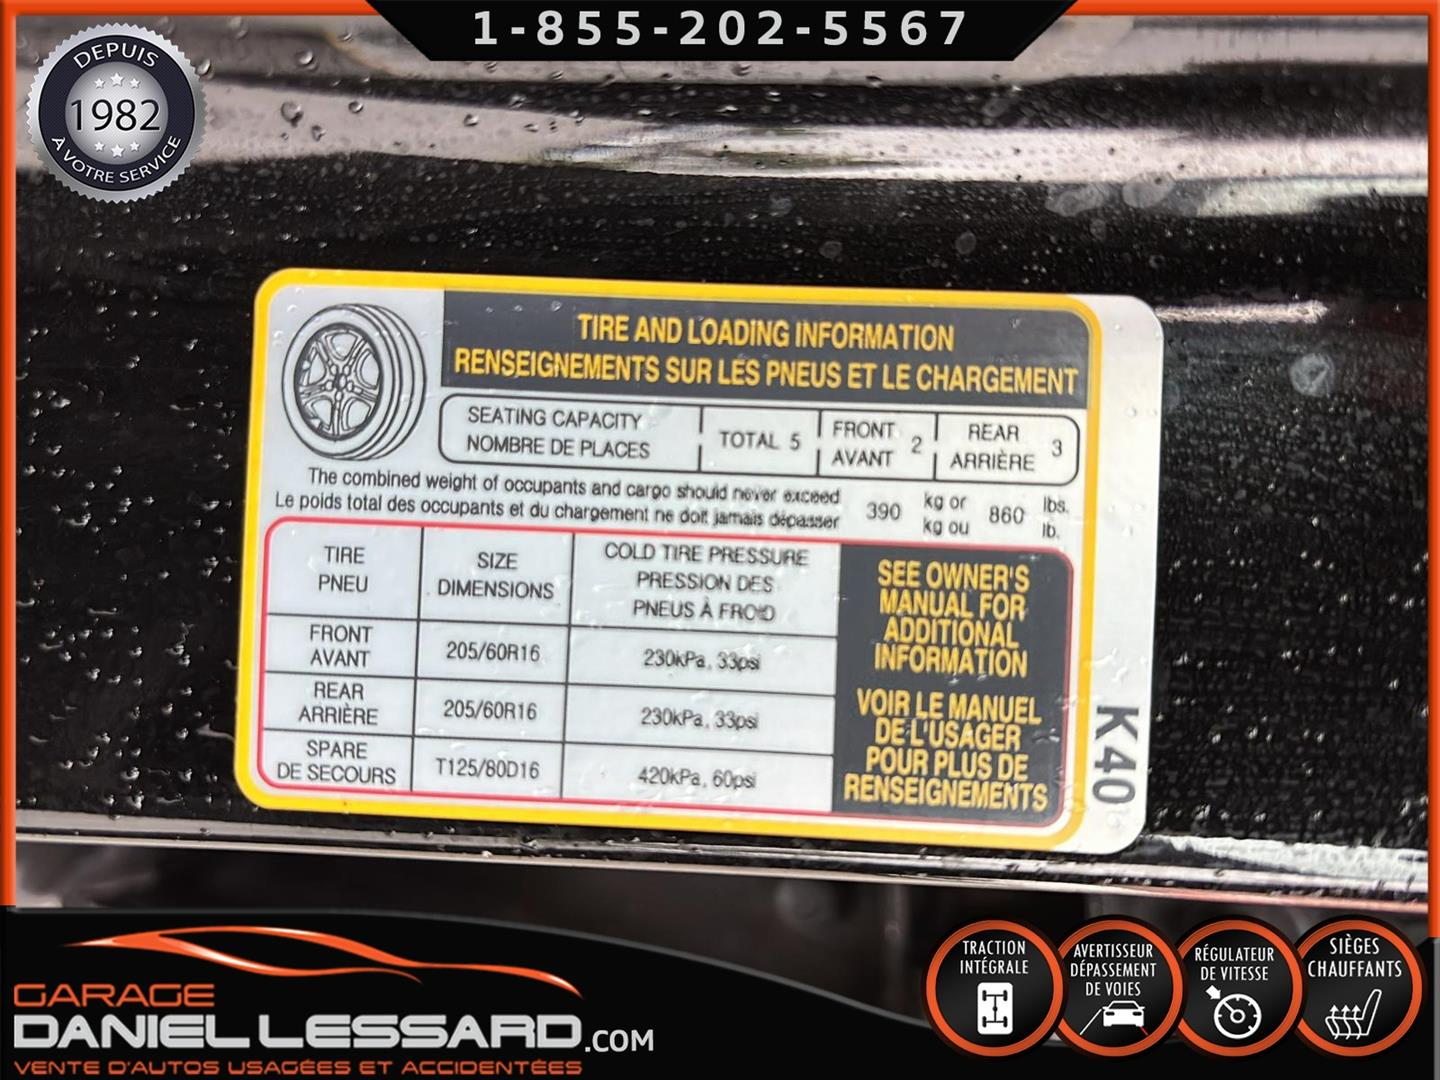 1-855-202-5567
DEPUIS
1982
À VOTRE SERVICE
TIRE AND LOADING INFORMATION
RENSEIGNEMENTS SUR LES PNEUS ET LE CHARGEMENT
SEATING CAPACITY
NOMBRE DE PLACES
TOTAL 5
FRONT
AVANT 2
REAR
ARRIÈRE 3
The combined weight of occupants and cargo should never exceed
Le poids total des occupants et du chargement ne doit jamais dépasser
390 kg or 860 lbs.
kg ou lb.
TIRE
PNEU
SIZE
DIMENSIONS
COLD TIRE PRESSURE
PRESSION DES
PNEUS À FROID
FRONT
AVANT
205/60R16
230kPa, 33psi
REAR
ARRIÈRE
205/60R16
230kPa, 33psi
SPARE
DE SECOURS
T125/80D16
420kPa, 60psi
SEE OWNER'S
MANUAL FOR
ADDITIONAL
INFORMATION
VOIR LE MANUEL
DE L'USAGER
POUR PLUS DE
RENSEIGNEMENTS
K40
GARAGE
DANIEL LESSARD.COM
VENTE D'AUTOS USAGÉES ET ACCIDENTÉES
TRACTION
INTÉGRALE
AVERTISSEUR
DÉPASSEMENT
DE VOIES
RÉGULATEUR
DE VITESSE
SIÈGES
CHAUFFANTS